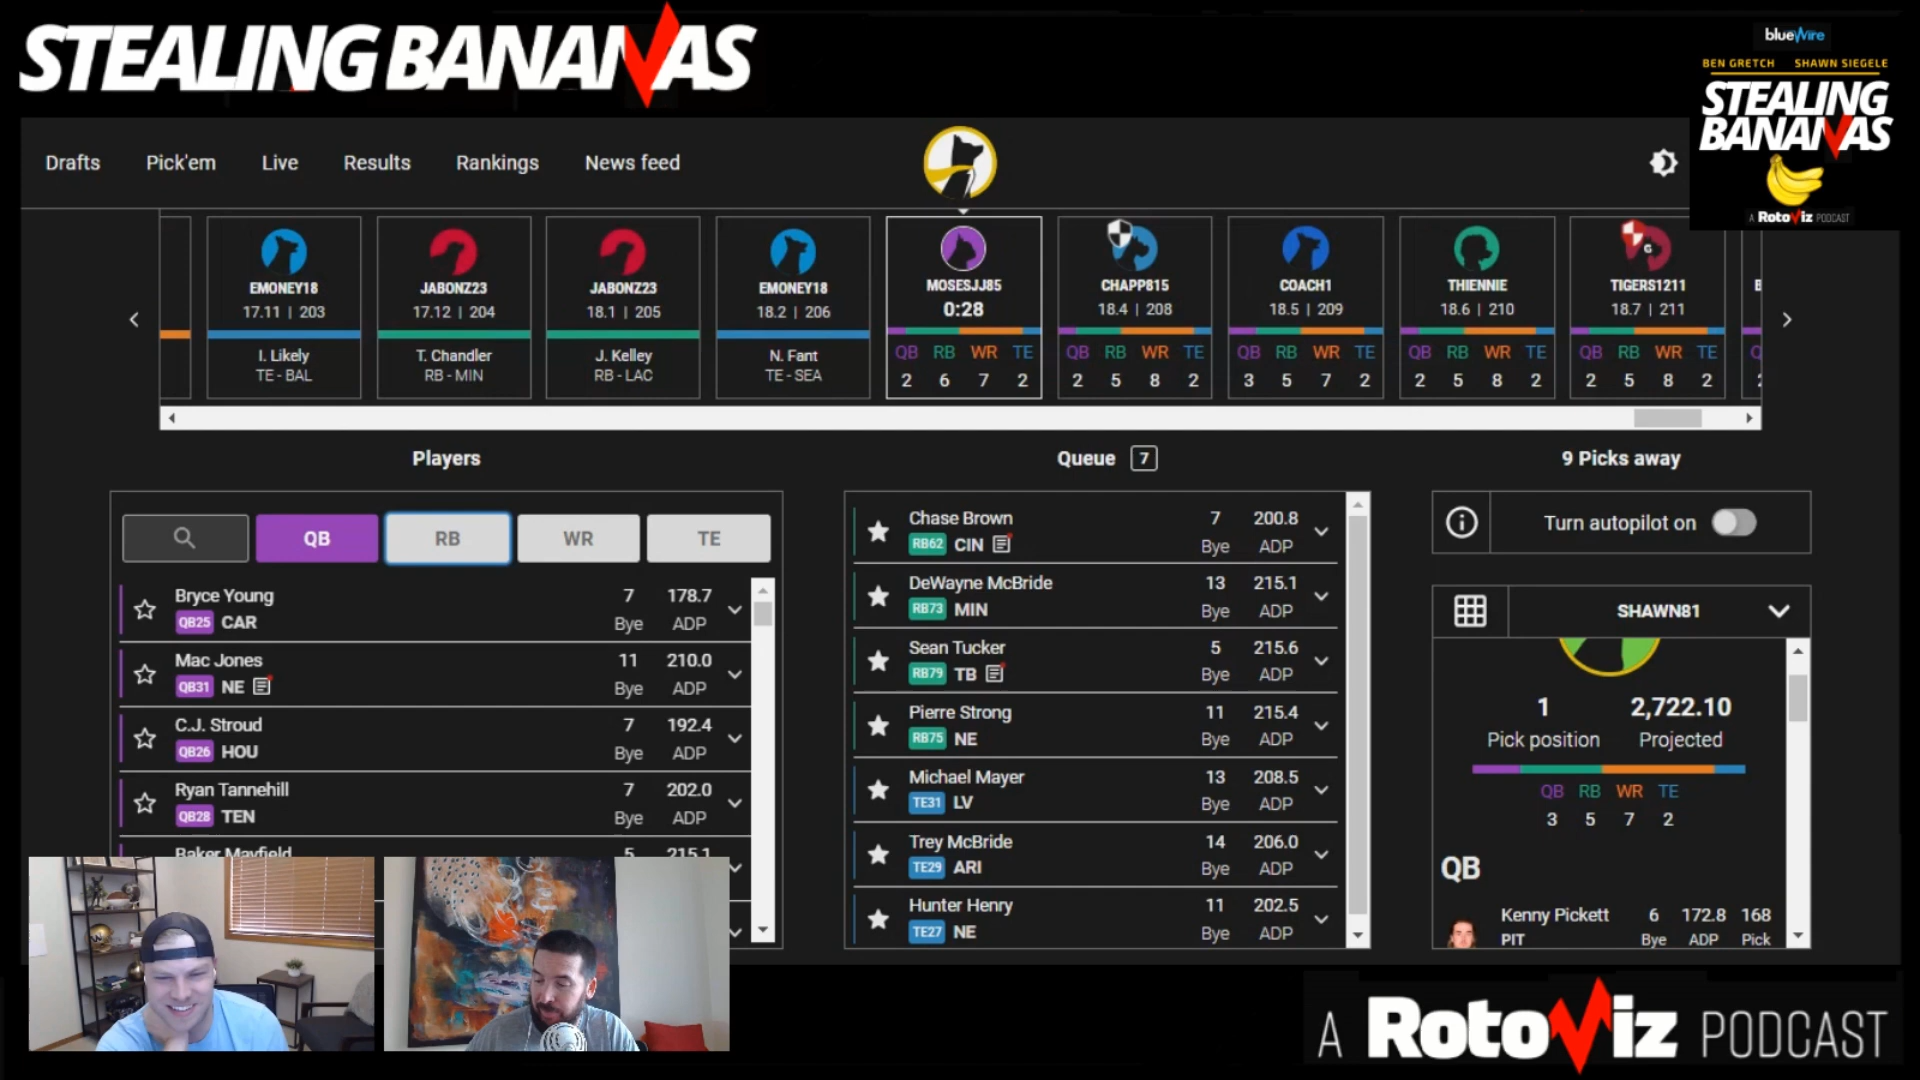 STEALING BANANAS
blueWire
BEN GRETCH SHAWN SIEGELE
STEALING
BANANAS
A RotoViz PODCAST
Drafts Pick'em Live Results Rankings News feed
EMONEY18
17.11 | 203
I. Likely
TE - BAL
JABONZ23
17.12 | 204
T. Chandler
RB - MIN
JABONZ23
18.1 | 205
J. Kelley
RB - LAC
EMONEY18
18.2 | 206
N. Fant
TE - SEA
MOSESJJ85
0:28
QB RB WR TE
2 6 7 2
CHAPP815
18.4 | 208
QB RB WR TE
2 5 8 2
COACH1
18.5 | 209
QB RB WR TE
3 5 7 2
THIENNIE
18.6 | 210
QB RB WR TE
2 5 8 2
G
TIGERS1211
18.7 | 211
QB RB WR TE
2 5 8 2
Players
QB RB WR TE
Bryce Young 7 178.7
QB25 CAR Bye ADP
Mac Jones 11 210.0
QB31 NE Bye ADP
C.J. Stroud 7 192.4
QB26 HOU Bye ADP
Ryan Tannehill 7 202.0
QB28 TEN Bye ADP
Baker Mayfield 5 215.1
Queue 7
Chase Brown 7 200.8
RB62 CIN Bye ADP
DeWayne McBride 13 215.1
RB73 MIN Bye ADP
Sean Tucker 5 215.6
RB79 TB Bye ADP
Pierre Strong 11 215.4
RB75 NE Bye ADP
Michael Mayer 13 208.5
TE31 LV Bye ADP
Trey McBride 14 206.0
TE29 ARI Bye ADP
Hunter Henry 11 202.5
TE27 NE Bye ADP
9 Picks away
Turn autopilot on
SHAWN81
1 2,722.10
Pick position Projected
QB RB WR TE
3 5 7 2
QB
Kenny Pickett 6 172.8 168
PIT Bye ADP Pick
A RotoViz PODCAST